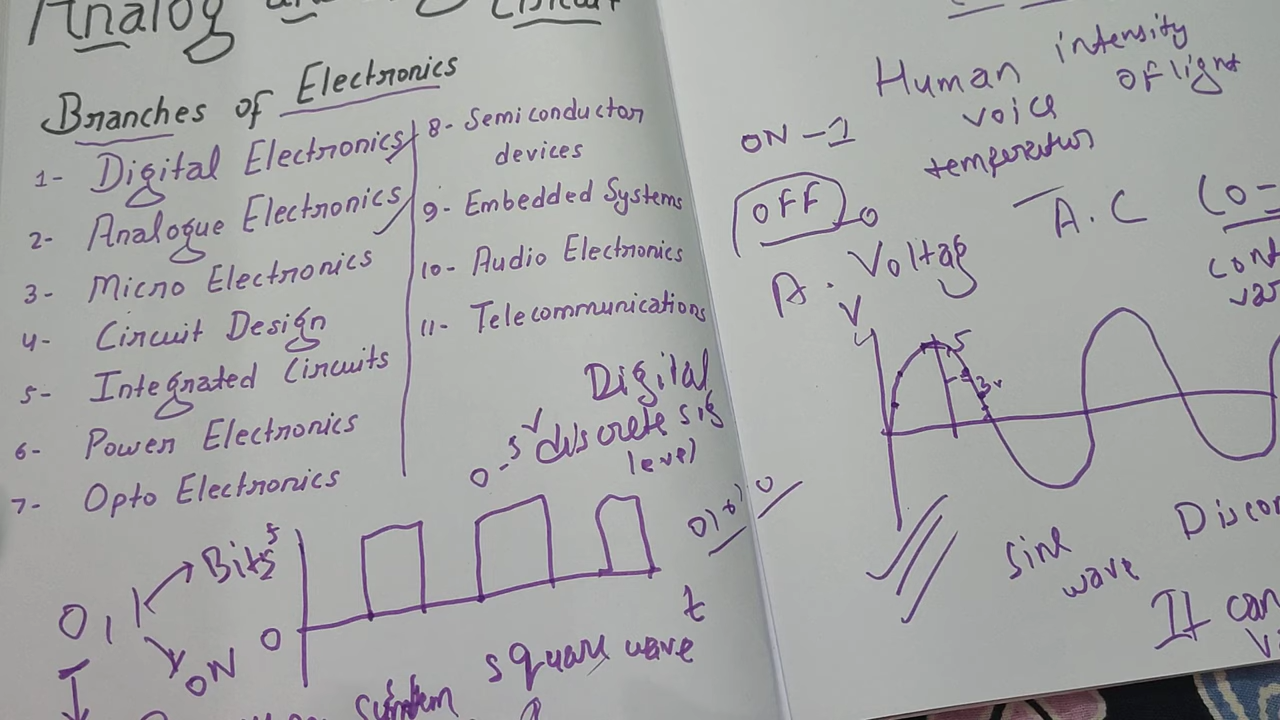 Analog
Circuit
Branches of Electronics
1- Digital Electronics
2- Analogue Electronics
3- Micro Electronics
4- Circuit Design
5- Integrated Circuits
6- Power Electronics
7- Opto Electronics
8- Semiconductor
devices
9- Embedded Systems
10- Audio Electronics
11- Telecommunications
Digital
0-5V discrete sig
level
0, 1
Bits
ON
5
0
t
square wave
Human
intensity
of light
voice
ON - 1
OFF
0
A.C
A. Voltag
V
5
3v
Sine
wave
Discon
It can